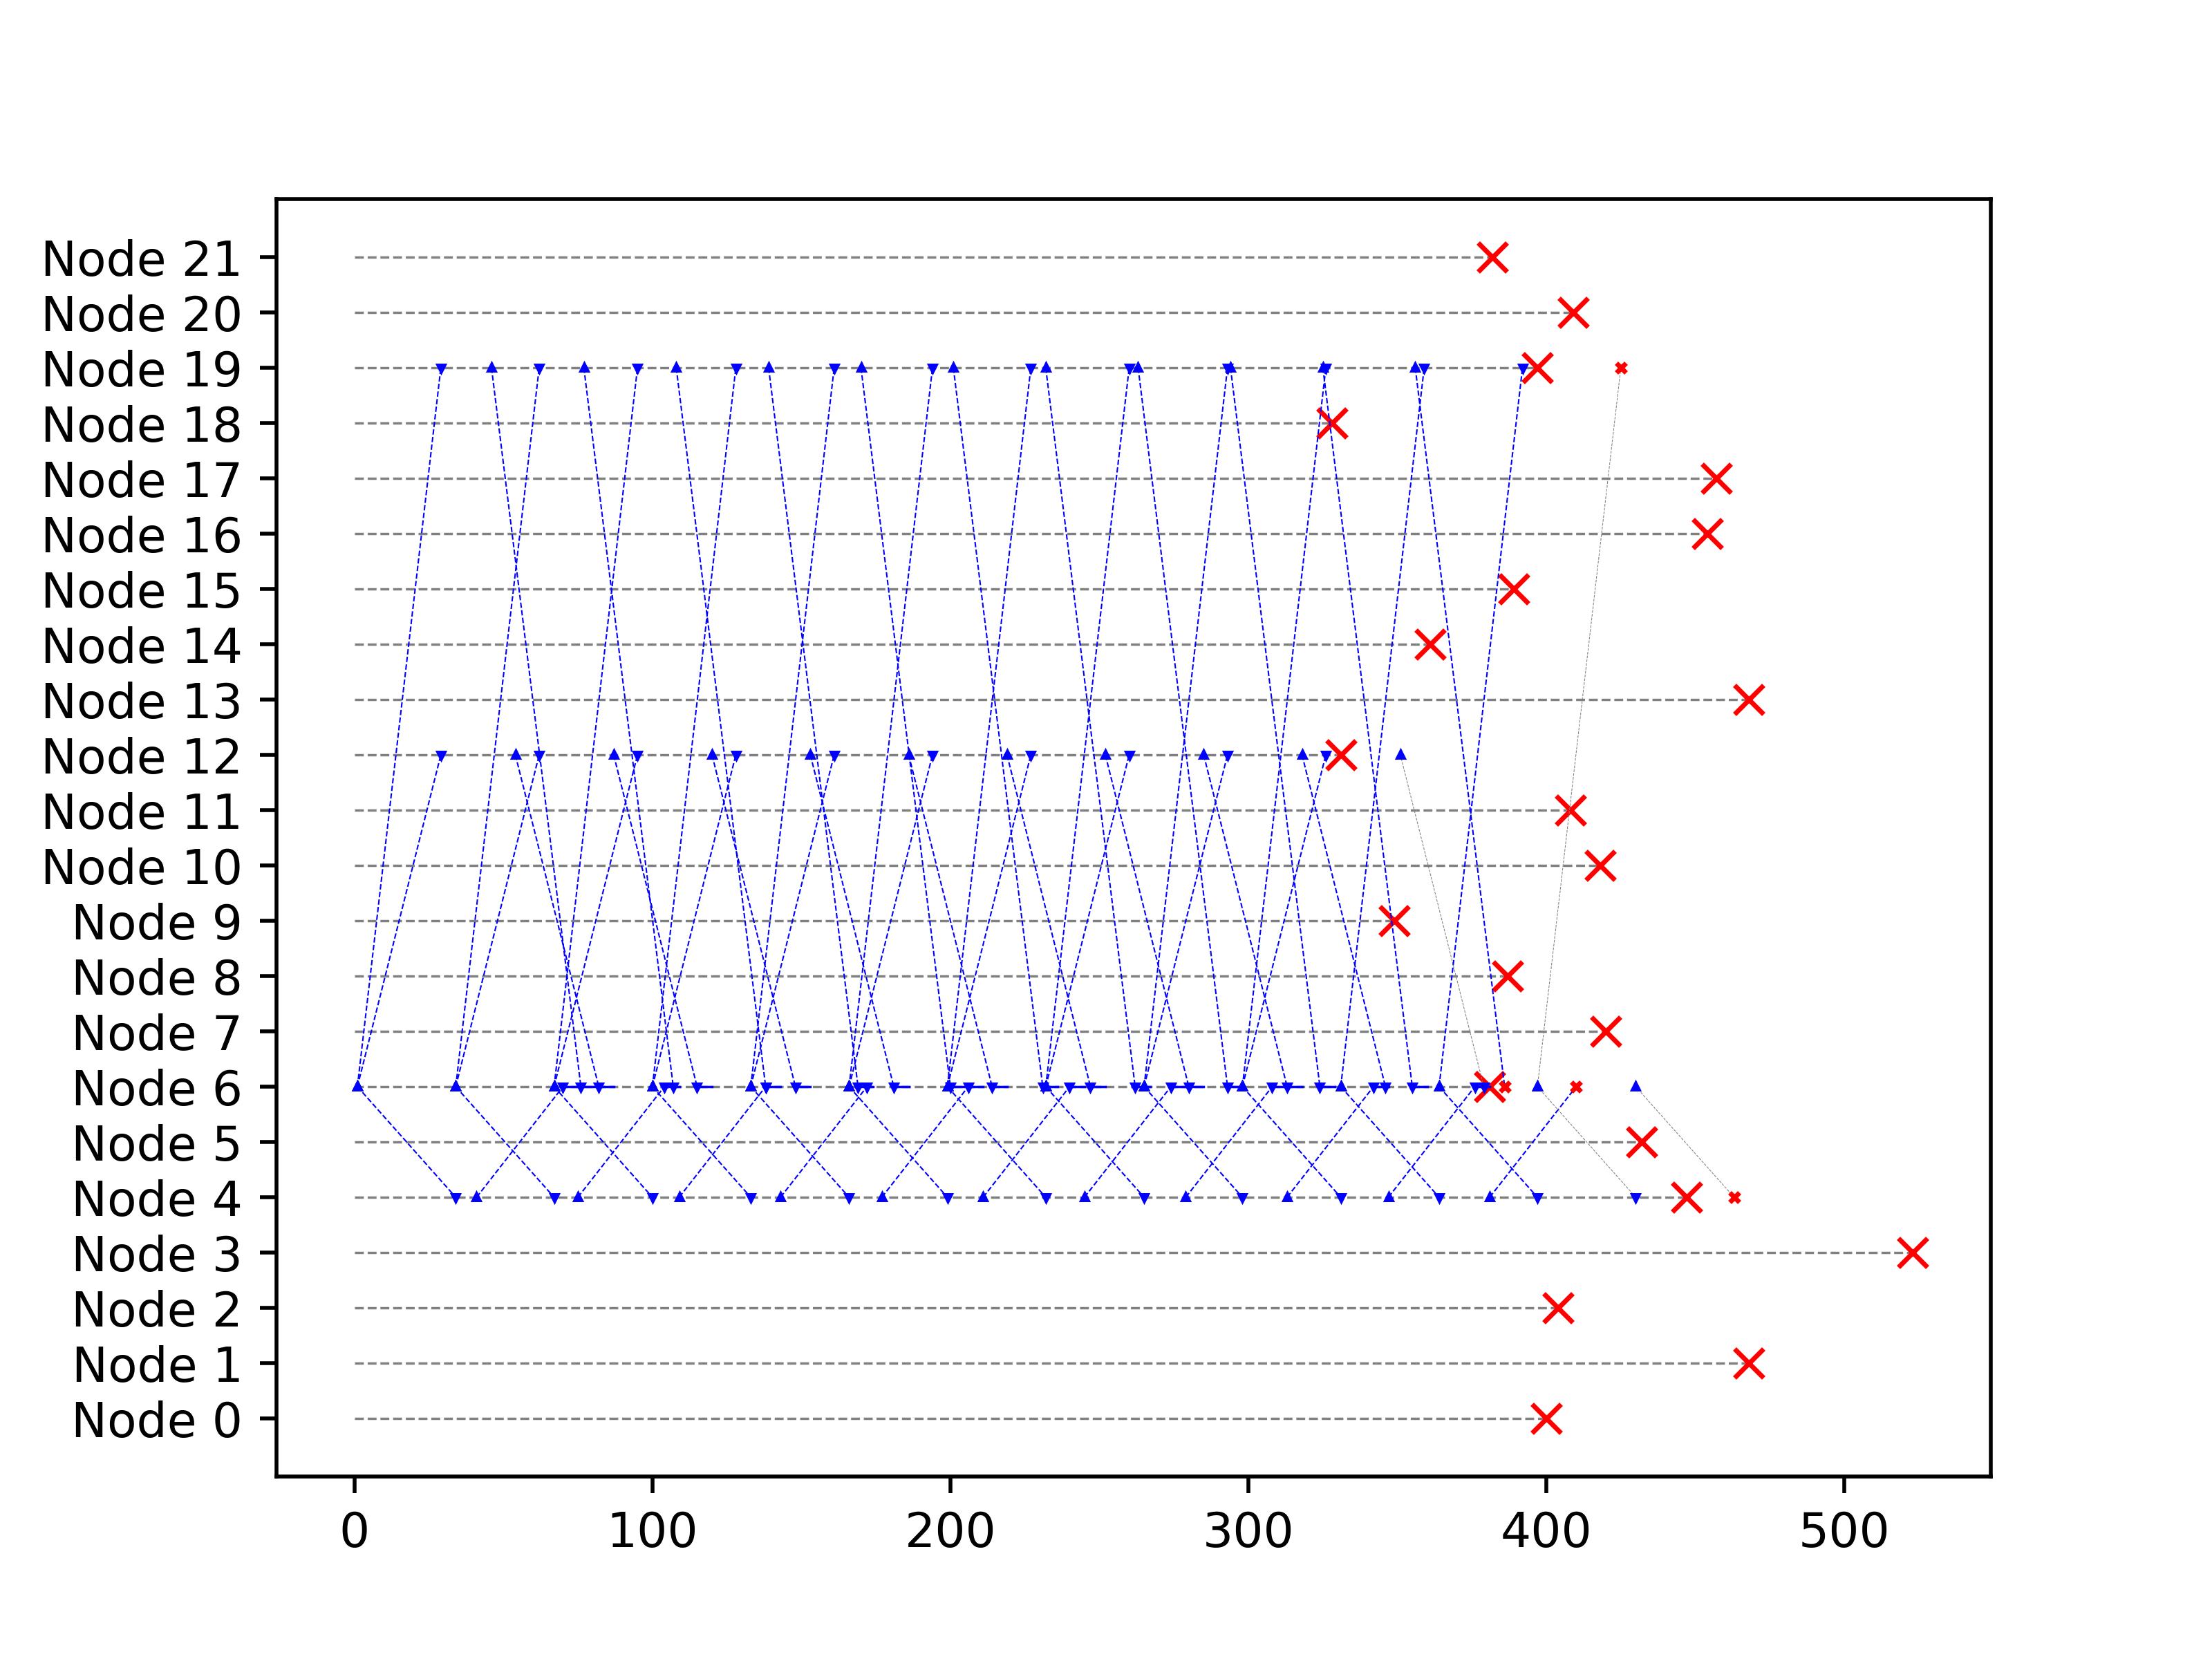 Node 21
Node 20
Node 19
Node 18
Node 17
Node 16
Node 15
Node 14
Node 13
Node 12
Node 11
Node 10
Node 9
Node 8
Node 7
Node 6
Node 5
Node 4
Node 3
Node 2
Node 1
Node 0
0 100 200 300 400 500